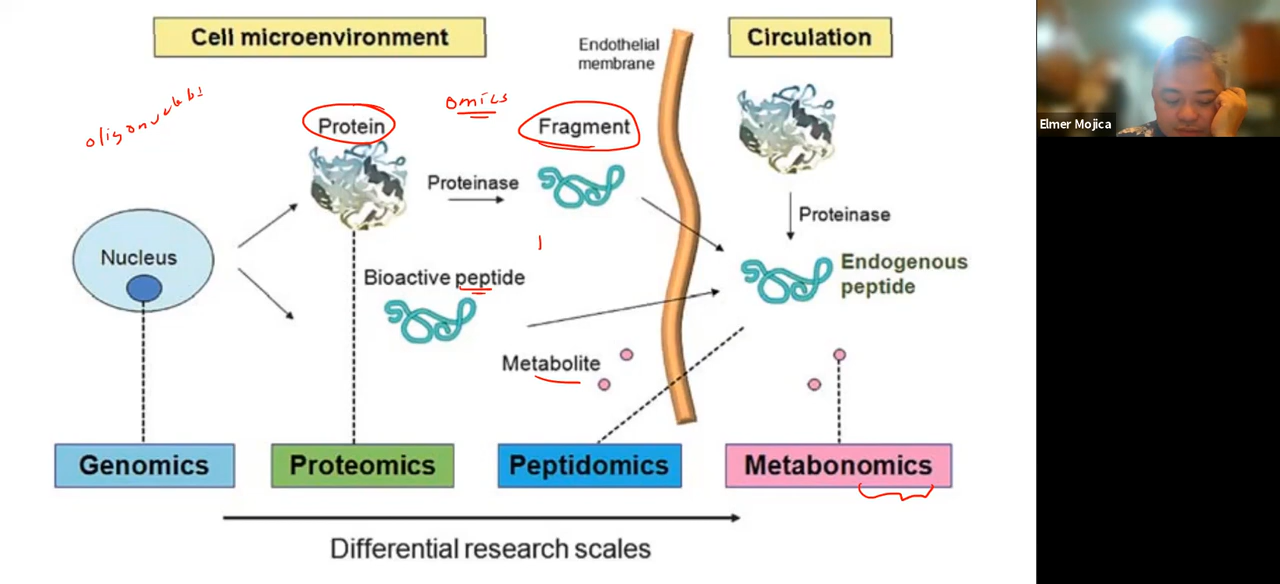 Cell microenvironment
Endothelial
membrane
Circulation
omics
Protein
Fragment
Proteinase
Nucleus
Bioactive peptide
Metabolite
Proteinase
Endogenous
peptide
Genomics
Proteomics
Peptidomics
Metabonomics
Differential research scales
Elmer Mojica